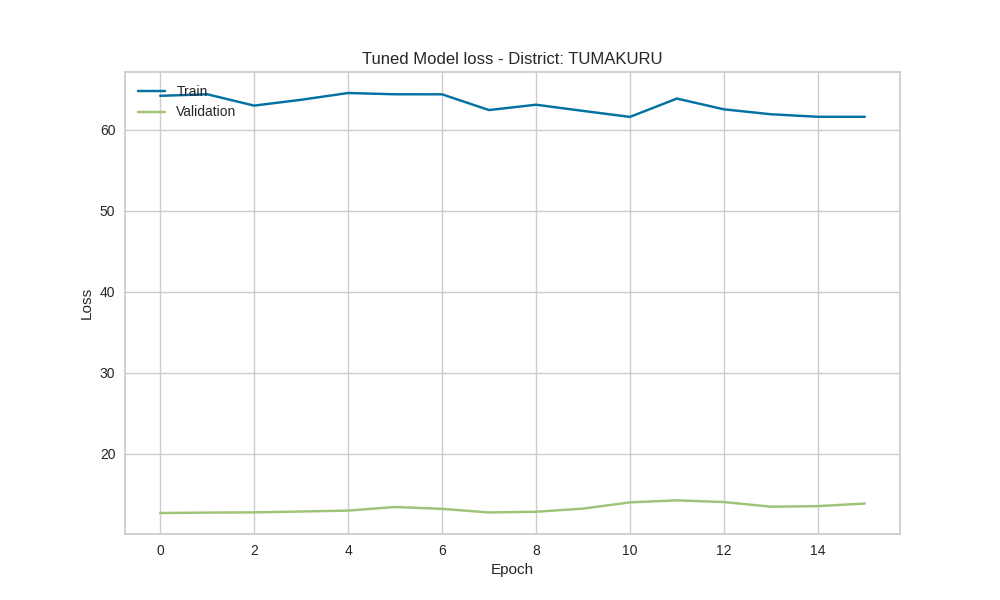 Tuned Model loss - District: TUMAKURU
Train
Validation
60
50
40
30
20
Loss
0 2 4 6 8 10 12 14
Epoch